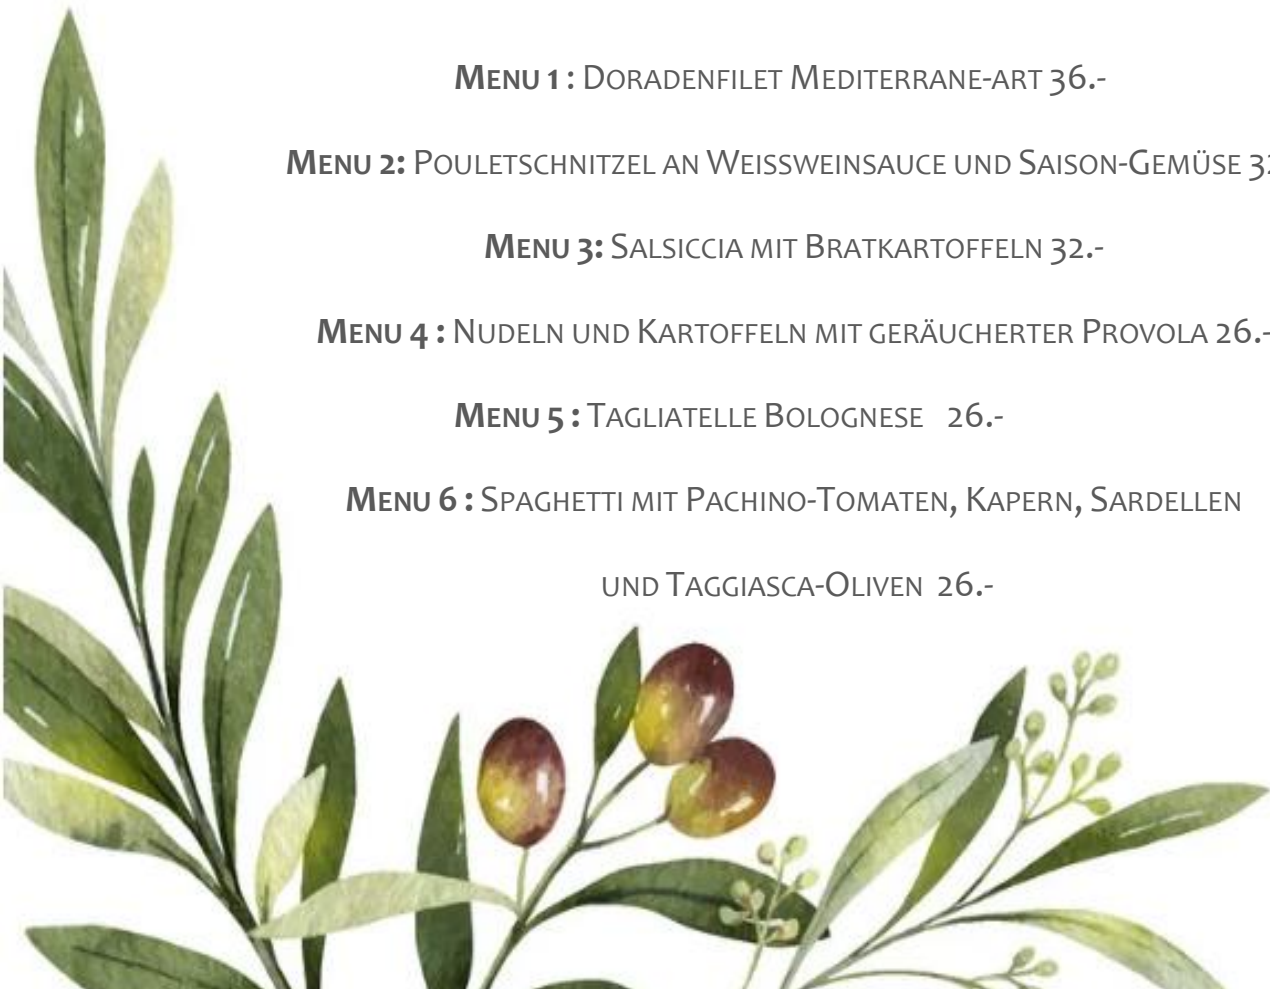 Menu 1 : Doradenfilet Mediterrane-art 36.-
Menu 2: Pouletschnitzel an Weissweinsauce und Saison-Gemüse
Menu 3: Salsiccia mit Bratkartoffeln 32.-
Menu 4 : Nudeln und Kartoffeln mit geräucherter Provola 26.-
Menu 5 : Tagliatelle Bolognese 26.-
Menu 6 : Spaghetti mit Pachino-Tomaten, Kapern, Sardellen
und Taggiasca-Oliven 26.-